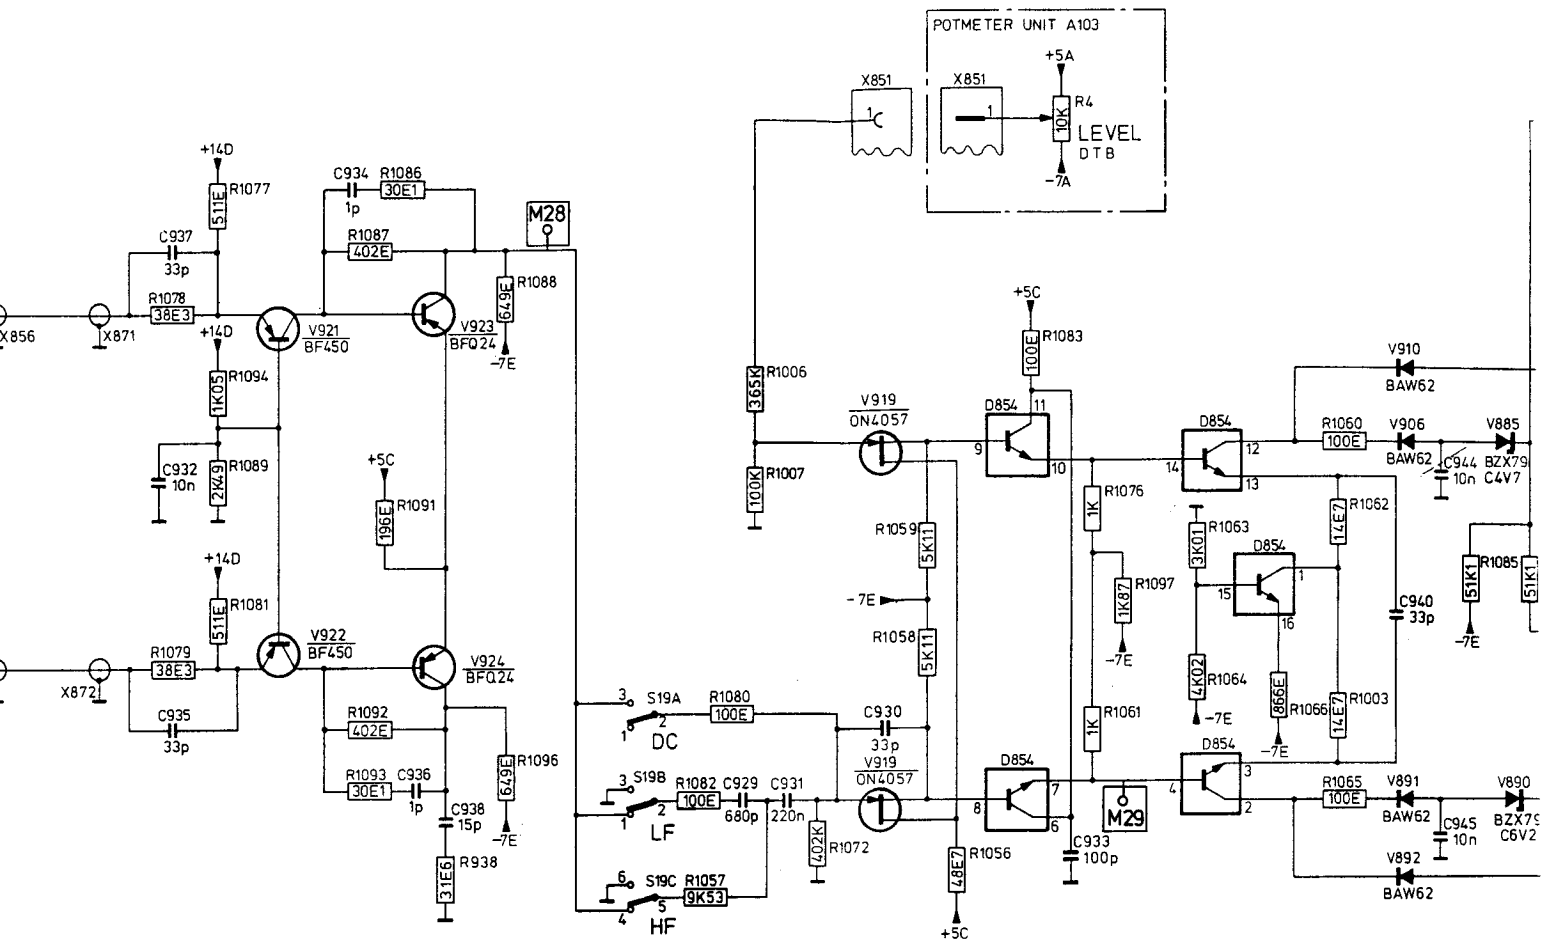 POTMETER UNIT A103
+5A
X851
X851
1
1
R4
10K
LEVEL
DTB
-7A
+14D
R1077
511E
C934
R1086
30E1
1p
M28
C937
33p
R1087
402E
R1088
649E
-7E
R1078
38E3
X856
X871
+14D
V921
BF450
V923
BFQ24
R1094
1K05
C932
10n
R1089
2K49
+5C
R1091
196E
+14D
R1081
511E
R1079
38E3
X872
C935
33p
V922
BF450
V924
BFQ24
R1092
402E
R1093
30E1
C936
1p
R1096
649E
-7E
C938
15p
R938
31E6
R1006
365K
R1007
100K
V919
ON4057
+5C
R1083
100E
D854
11
9
10
R1059
5K11
-7E
R1058
5K11
R1076
1K
R1097
1K87
-7E
R1061
1K
3
S19A
1
2
DC
R1080
100E
C930
33p
3
S19B
1
2
LF
R1082
100E
C929
680p
C931
220n
V919
ON4057
R1072
402K
6
S19C
4
5
HF
R1057
9K53
R1056
48E7
+5C
D854
8
7
6
M29
C933
100p
D854
14
12
13
R1063
3K01
D854
15
1
16
R1064
4K02
-7E
R1066
866E
-7E
R1062
14E7
R1003
14E7
C940
33p
D854
4
3
2
V910
BAW62
R1060
100E
V906
BAW62
V885
BZX79
C4V7
C944
10n
R1085
51K1
51K1
-7E
R1065
100E
V891
BAW62
V890
BZX79
C6V2
C945
10n
V892
BAW62